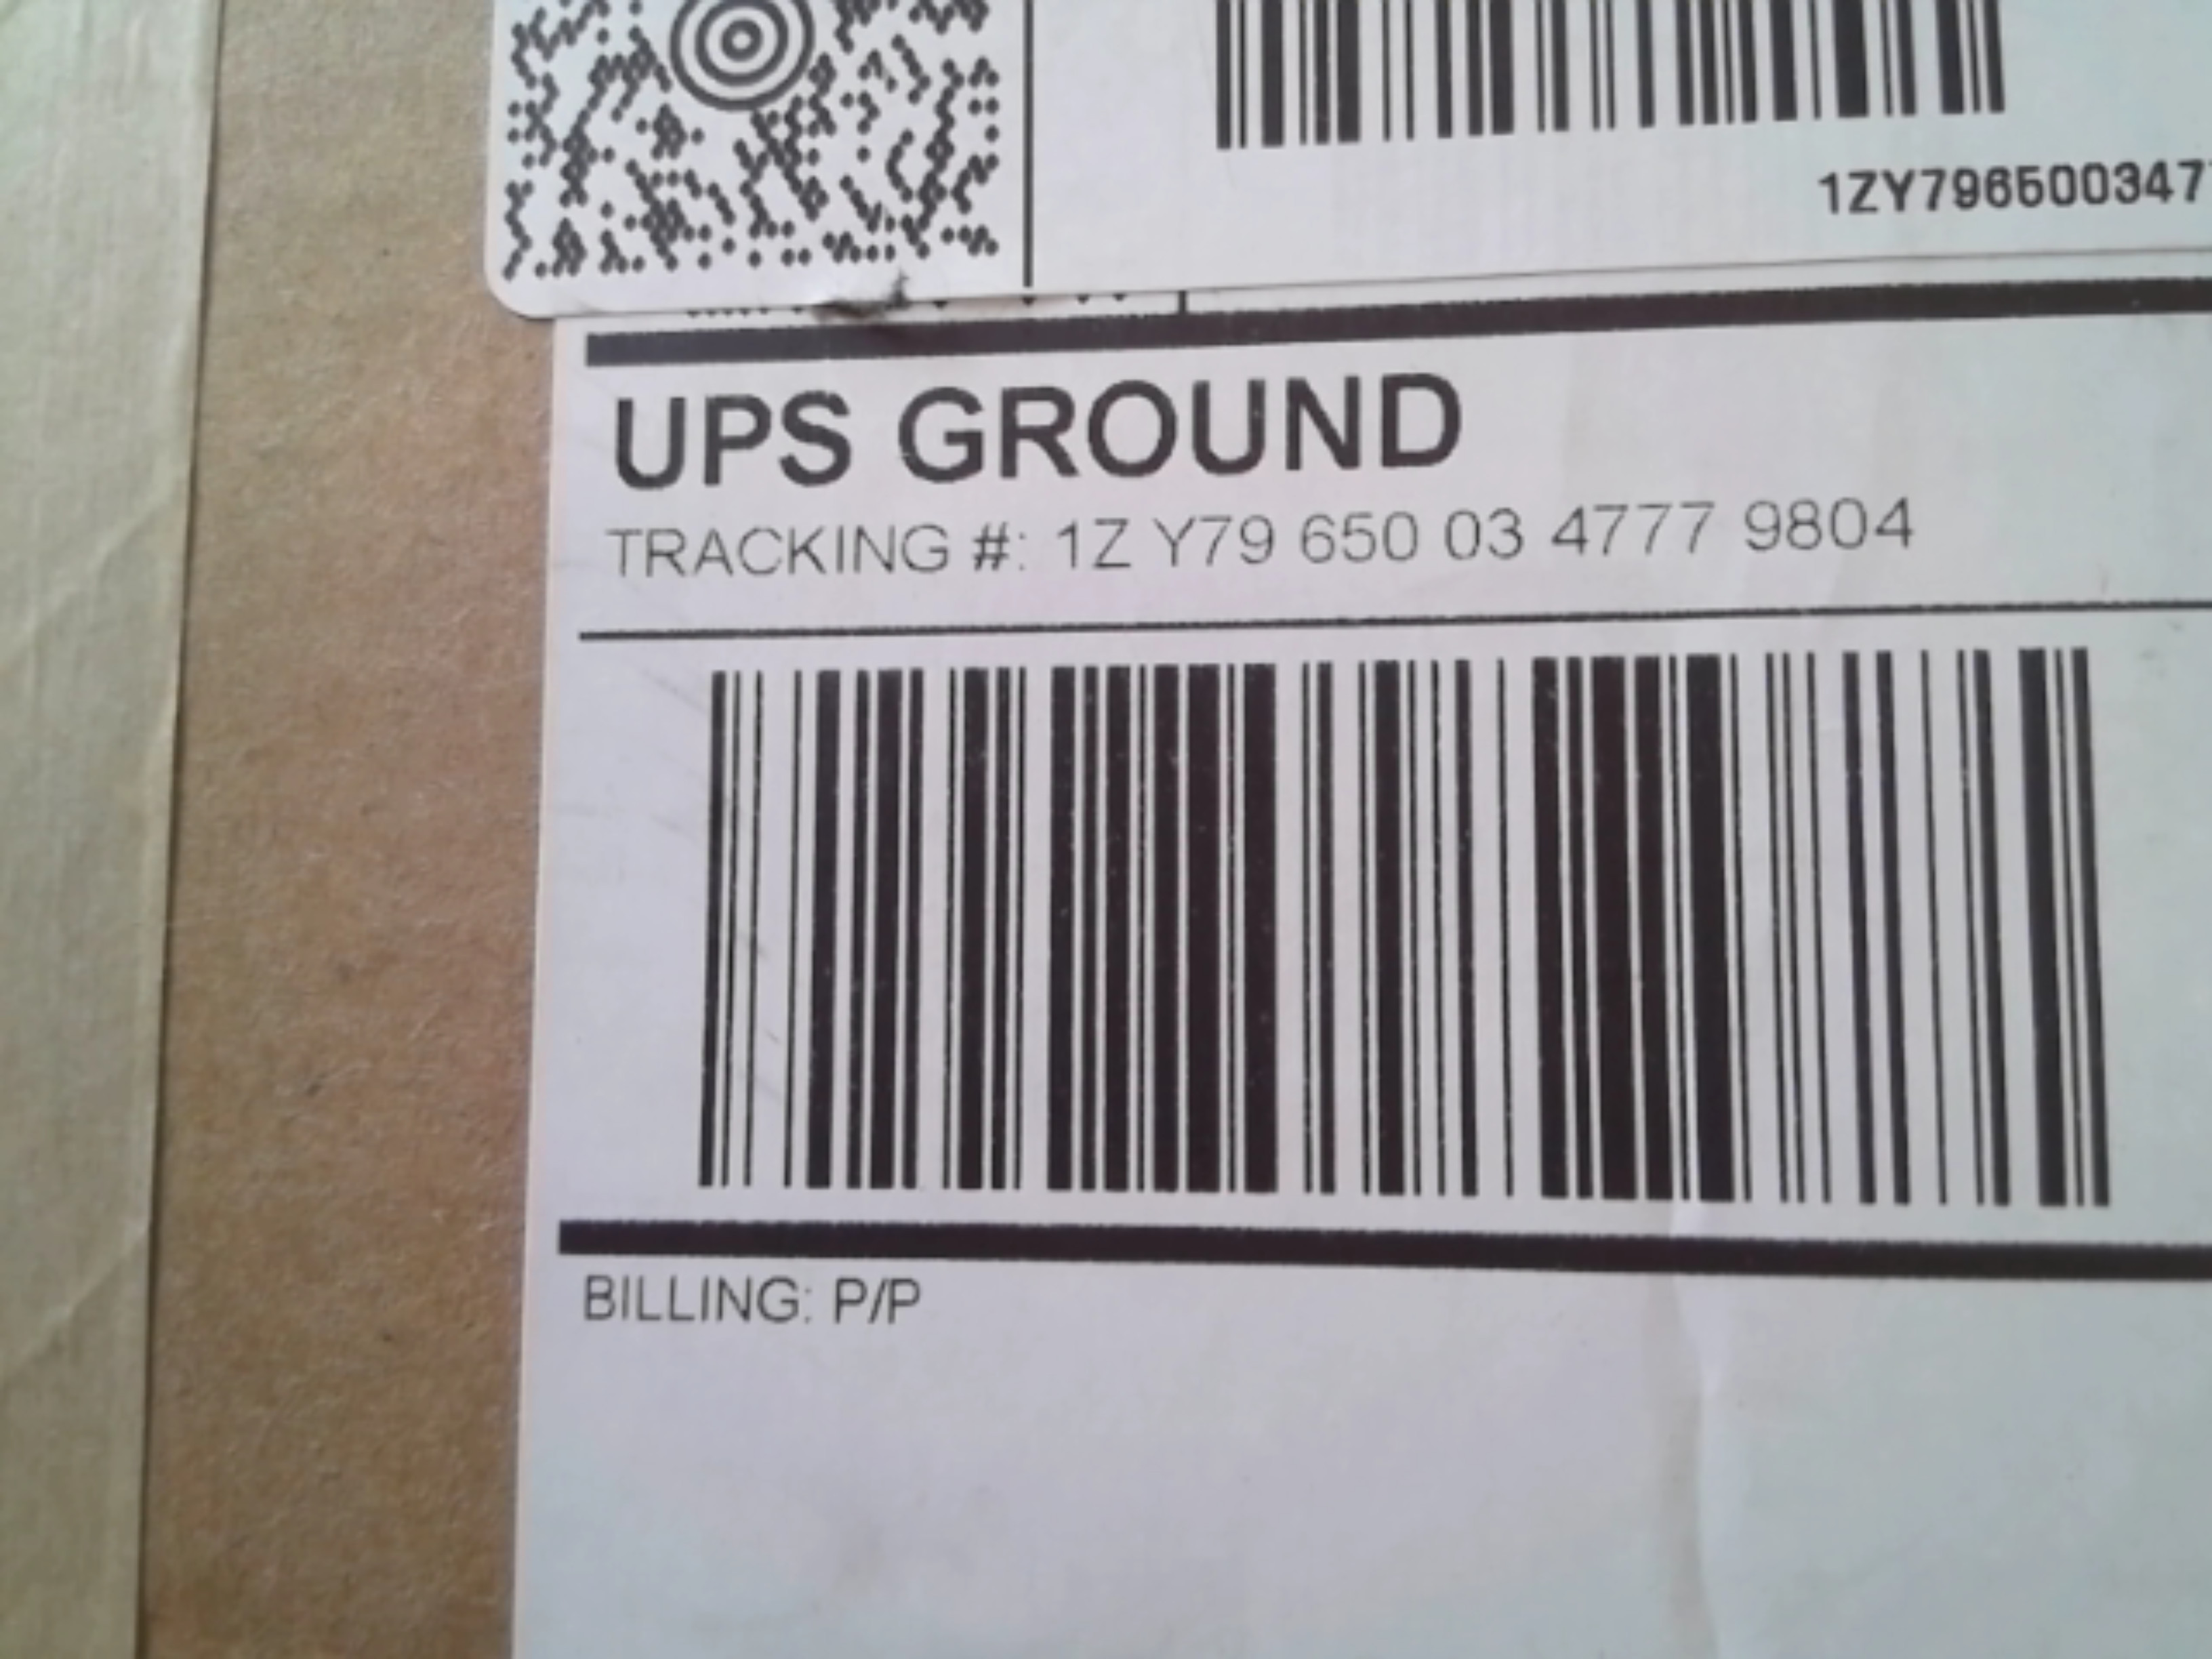 1ZY796500347
UPS GROUND
TRACKING #: 1Z Y79 650 03 4777 9804
BILLING: P/P